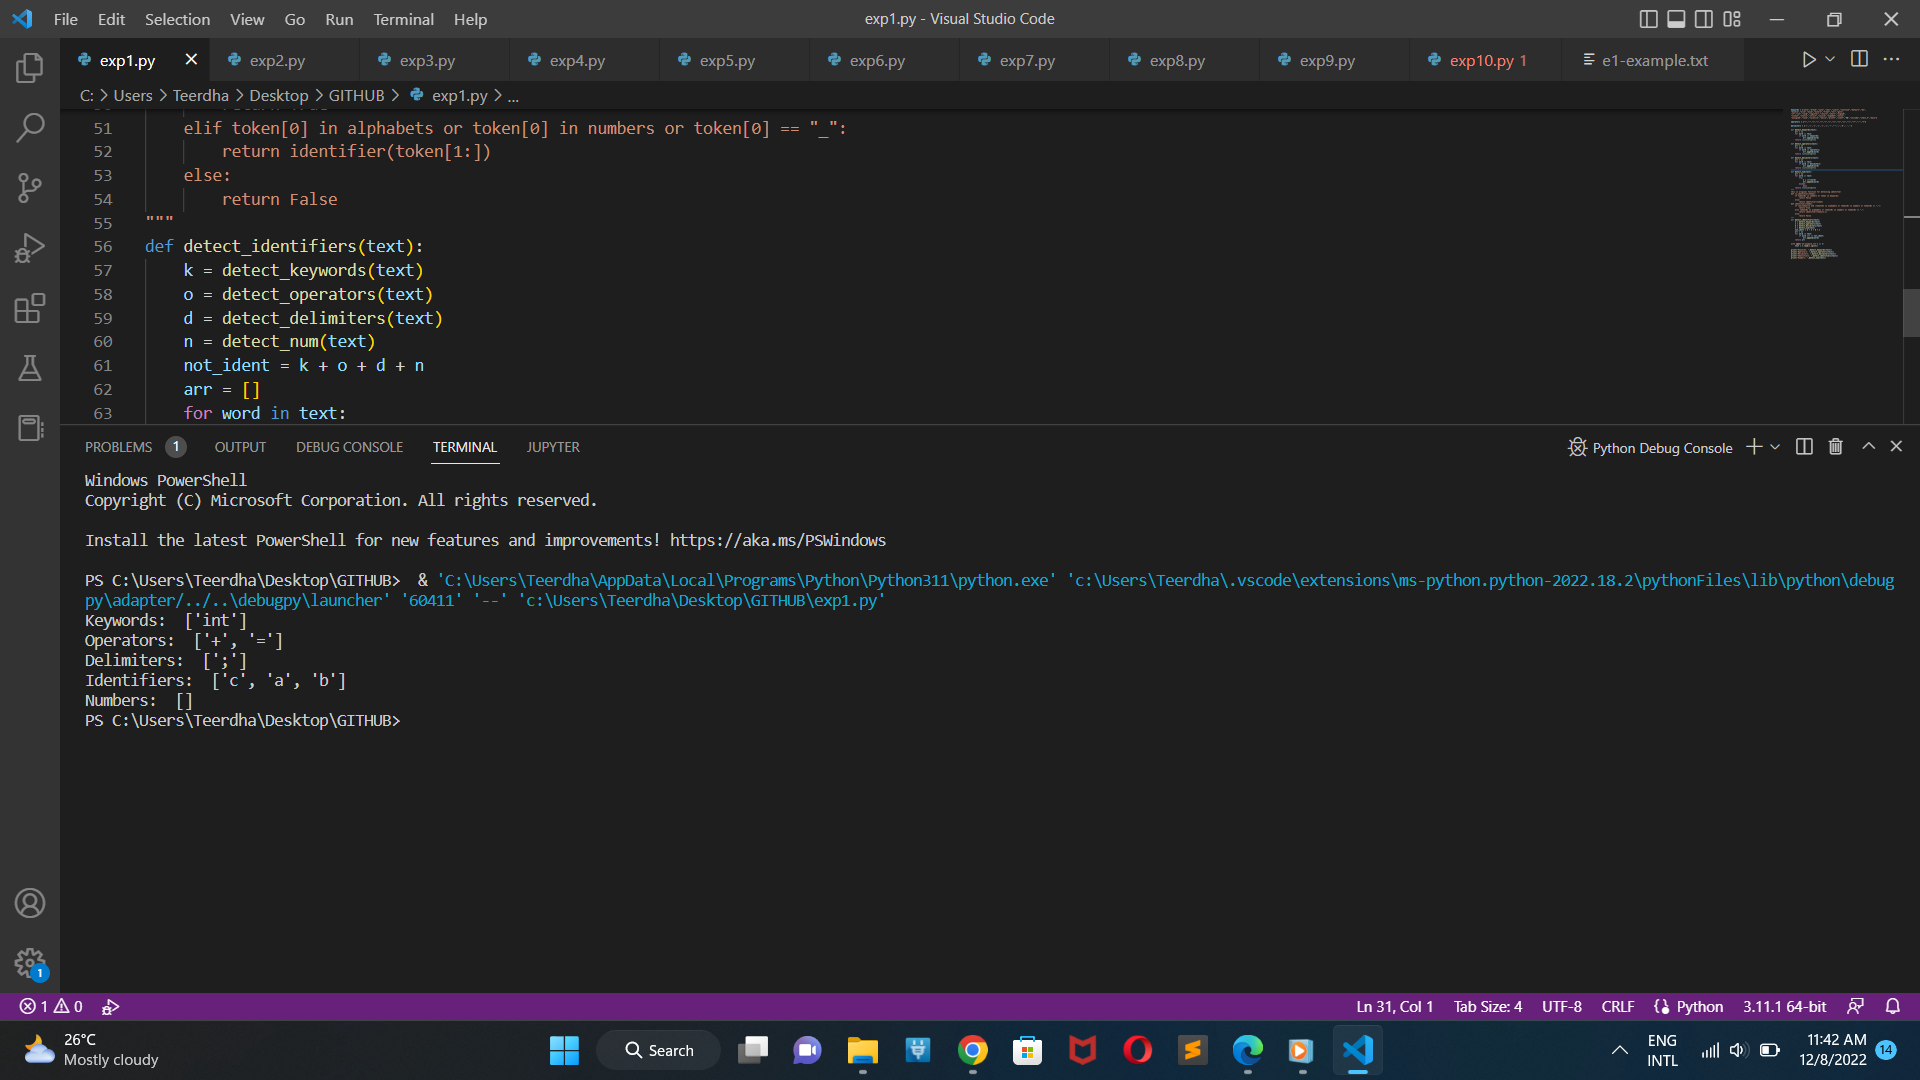 File Edit Selection View Go Run Terminal Help
exp1.py - Visual Studio Code
exp1.py exp2.py exp3.py exp4.py exp5.py exp6.py exp7.py exp8.py exp9.py exp10.py 1 e1-example.txt
C: > Users > Teerdha > Desktop > GITHUB > exp1.py > ...
51 elif token[0] in alphabets or token[0] in numbers or token[0] == "_":
52 return identifier(token[1:])
53 else:
54 return False
55 """
56 def detect_identifiers(text):
57 k = detect_keywords(text)
58 o = detect_operators(text)
59 d = detect_delimiters(text)
60 n = detect_num(text)
61 not_ident = k + o + d + n
62 arr = []
63 for word in text:
PROBLEMS 1 OUTPUT DEBUG CONSOLE TERMINAL JUPYTER
Python Debug Console
Windows PowerShell
Copyright (C) Microsoft Corporation. All rights reserved.
Install the latest PowerShell for new features and improvements! https://aka.ms/PSWindows
PS C:\Users\Teerdha\Desktop\GITHUB> & 'C:\Users\Teerdha\AppData\Local\Programs\Python\Python311\python.exe' 'c:\Users\Teerdha\.vscode\extensions\ms-python.python-2022.18.2\pythonFiles\lib\python\debug
py\adapter/../..\debugpy\launcher' '60411' '--' 'c:\Users\Teerdha\Desktop\GITHUB\exp1.py'
Keywords: ['int']
Operators: ['+', '=']
Delimiters: [';']
Identifiers: ['c', 'a', 'b']
Numbers: []
PS C:\Users\Teerdha\Desktop\GITHUB>
1
1 0
Ln 31, Col 1 Tab Size: 4 UTF-8 CRLF Python 3.11.1 64-bit
26°C
Mostly cloudy
Search
ENG
INTL
11:42 AM
12/8/2022
14